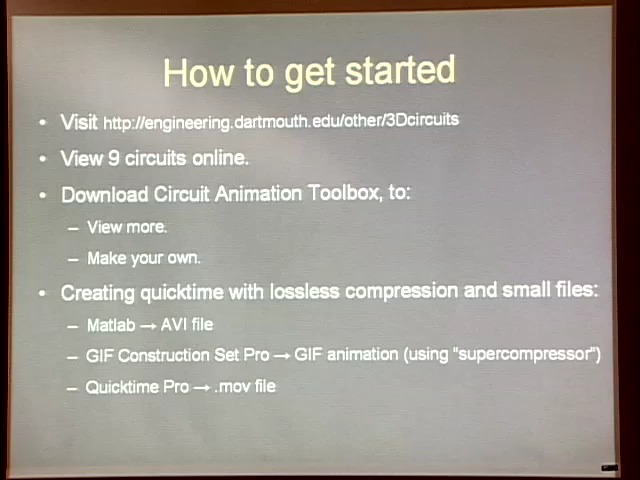 How to get started
• Visit http://engineering.dartmouth.edu/other/3Dcircuits
• View 9 circuits online.
• Download Circuit Animation Toolbox, to:
– View more.
– Make your own.
• Creating quicktime with lossless compression and small files:
– Matlab → AVI file
– GIF Construction Set Pro → GIF animation (using "supercompressor")
– Quicktime Pro → .mov file